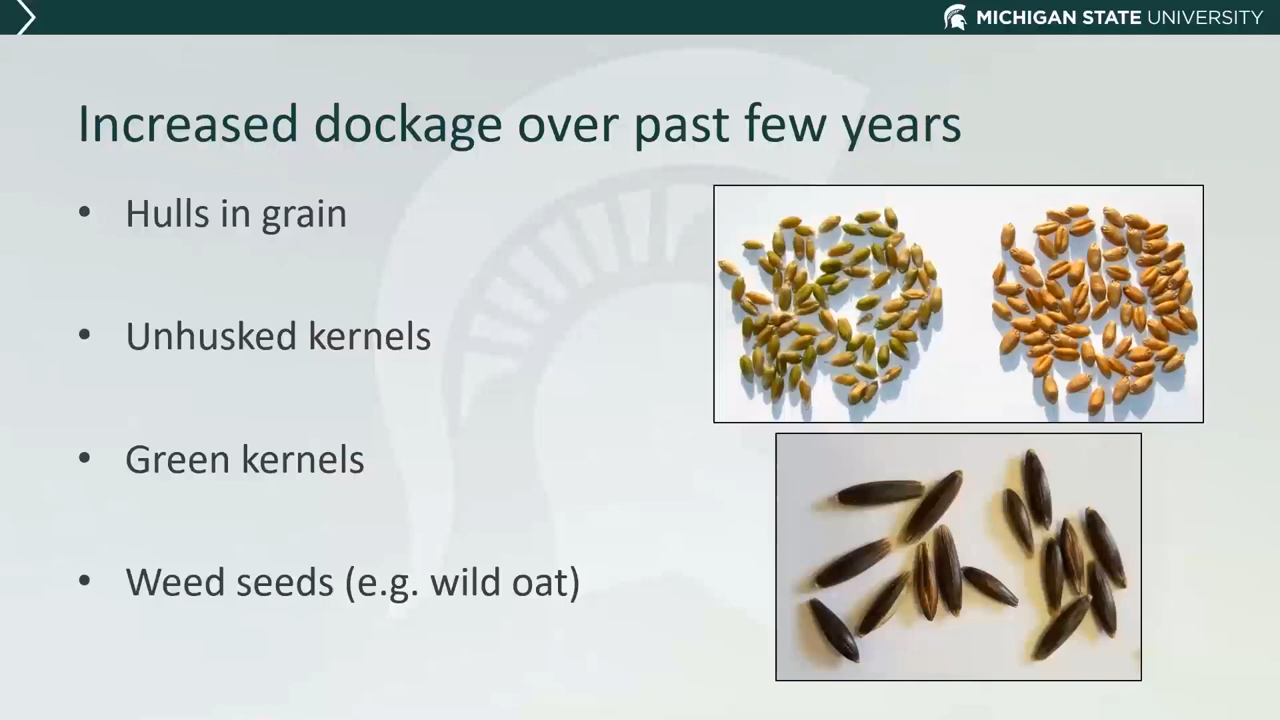 MICHIGAN STATE UNIVERSITY
Increased dockage over past few years
• Hulls in grain
• Unhusked kernels
• Green kernels
• Weed seeds (e.g. wild oat)